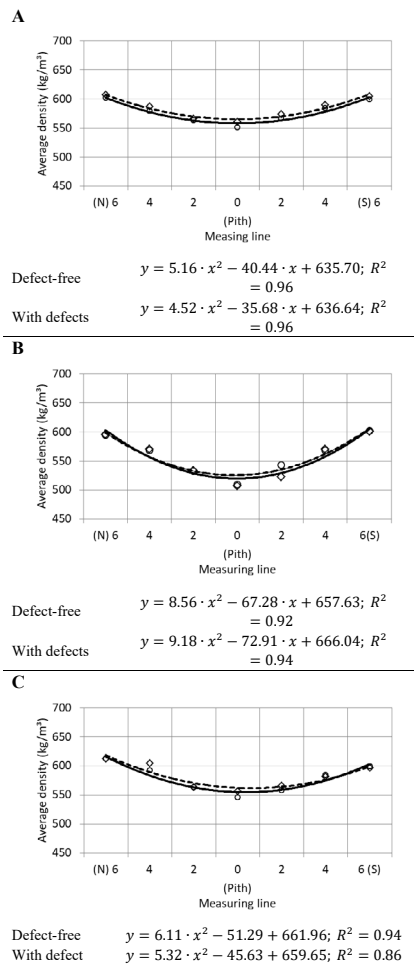 A
700
650
600
550
500
450
Average density (kg/m³)
(N) 6 4 2 0 2 4 (S) 6
(Pith)
Measing line
Defect-free y = 5.16 · x² − 40.44 · x + 635.70; R²
= 0.96
With defects y = 4.52 · x² − 35.68 · x + 636.64; R²
= 0.96
B
700
650
600
550
500
450
Average density (kg/m³)
(N) 6 4 2 0 2 4 6(S)
(Pith)
Measuring line
Defect-free y = 8.56 · x² − 67.28 · x + 657.63; R²
= 0.92
With defects y = 9.18 · x² − 72.91 · x + 666.04; R²
= 0.94
C
700
650
600
550
500
450
Average density (kg/m³)
(N) 6 4 2 0 2 4 6 (S)
(Pith)
Measuring line
Defect-free y = 6.11 · x² − 51.29 + 661.96; R² = 0.94
With defect y = 5.32 · x² − 45.63 + 659.65; R² = 0.86